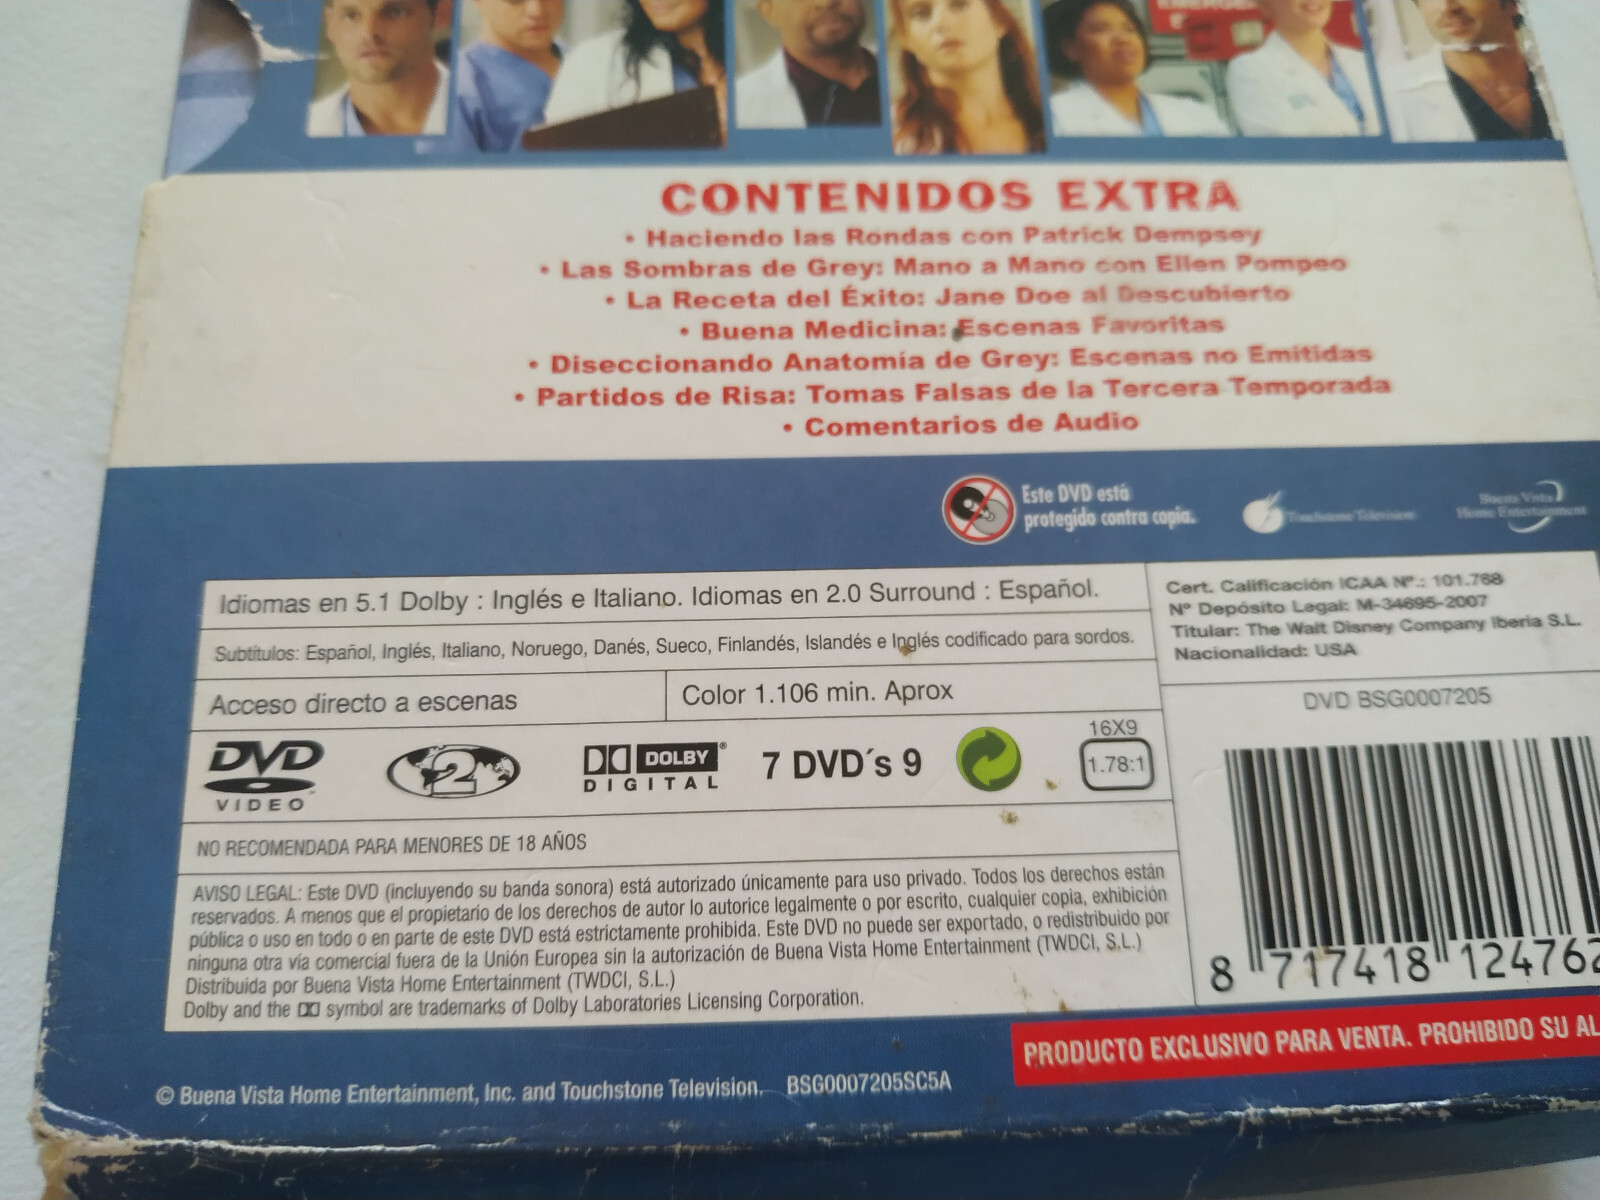 CONTENIDOS EXTRA
• Haciendo las Rondas con Patrick Dempsey
• Las Sombras de Grey: Mano a Mano con Ellen Pompeo
• La Receta del Éxito: Jane Doe al Descubierto
• Buena Medicina: Escenas Favoritas
• Diseccionando Anatomía de Grey: Escenas no Emitidas
• Partidos de Risa: Tomas Falsas de la Tercera Temporada
• Comentarios de Audio
Este DVD está
protegido contra copia.
Touchstone Television
Buena Vista
Home Entertainment
Idiomas en 5.1 Dolby : Inglés e Italiano. Idiomas en 2.0 Surround : Español.
Subtítulos: Español, Inglés, Italiano, Noruego, Danés, Sueco, Finlandés, Islandés e Inglés codificado para sordos.
Acceso directo a escenas
Color 1.106 min. Aprox
DVD
VIDEO
2
DOLBY®
DIGITAL
7 DVD´s 9
16X9
1.78:1
NO RECOMENDADA PARA MENORES DE 18 AÑOS
AVISO LEGAL: Este DVD (incluyendo su banda sonora) está autorizado únicamente para uso privado. Todos los derechos están
reservados. A menos que el propietario de los derechos de autor lo autorice legalmente o por escrito, cualquier copia, exhibición
pública o uso en todo o en parte de este DVD está estrictamente prohibida. Este DVD no puede ser exportado, o redistribuido por
ninguna otra vía comercial fuera de la Unión Europea sin la autorización de Buena Vista Home Entertainment (TWDCI, S.L.)
Distribuida por Buena Vista Home Entertainment (TWDCI, S.L.)
Dolby and the DD symbol are trademarks of Dolby Laboratories Licensing Corporation.
Cert. Calificación ICAA Nº.: 101.768
Nº Depósito Legal: M-34695-2007
Titular: The Walt Disney Company Iberia S.L.
Nacionalidad: USA
DVD BSG0007205
8 717418 124762
PRODUCTO EXCLUSIVO PARA VENTA. PROHIBIDO SU AL
© Buena Vista Home Entertainment, Inc. and Touchstone Television. BSG0007205SC5A